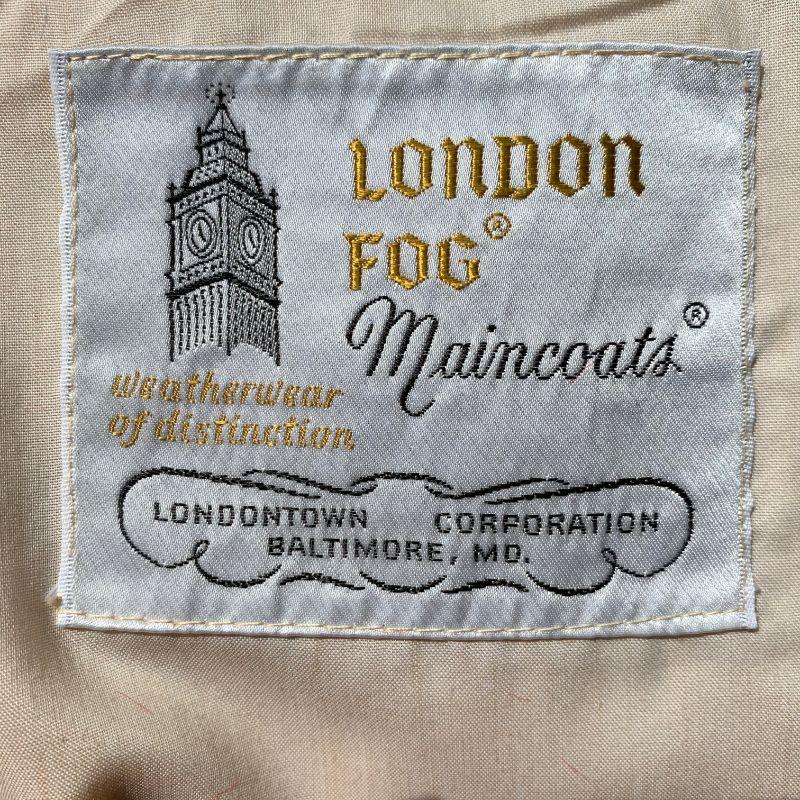 LONDON
FOG®
Maincoats®
weatherwear
of distinction
LONDONTOWN CORPORATION
BALTIMORE, MD.